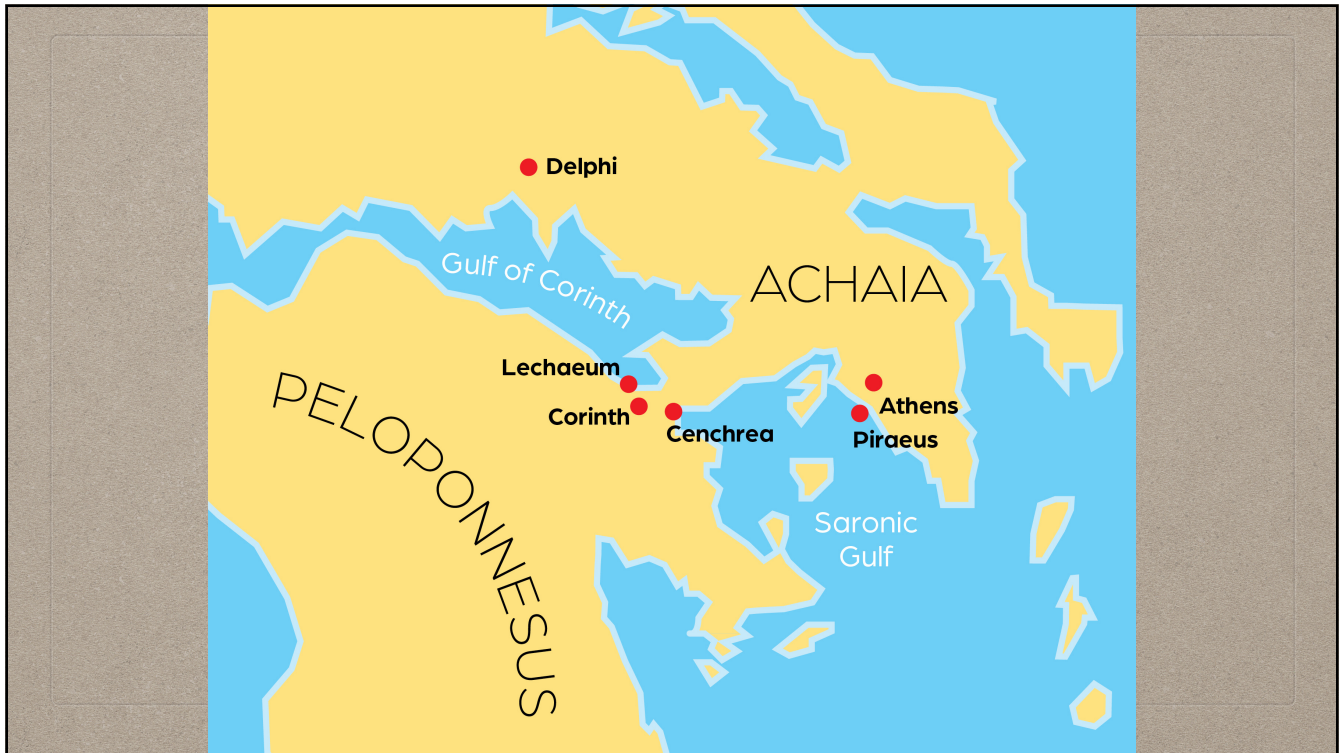 Delphi
Gulf of Corinth
ACHAIA
Lechaeum
PELOPONNESUS
Corinth
Cenchrea
Athens
Piraeus
Saronic
Gulf